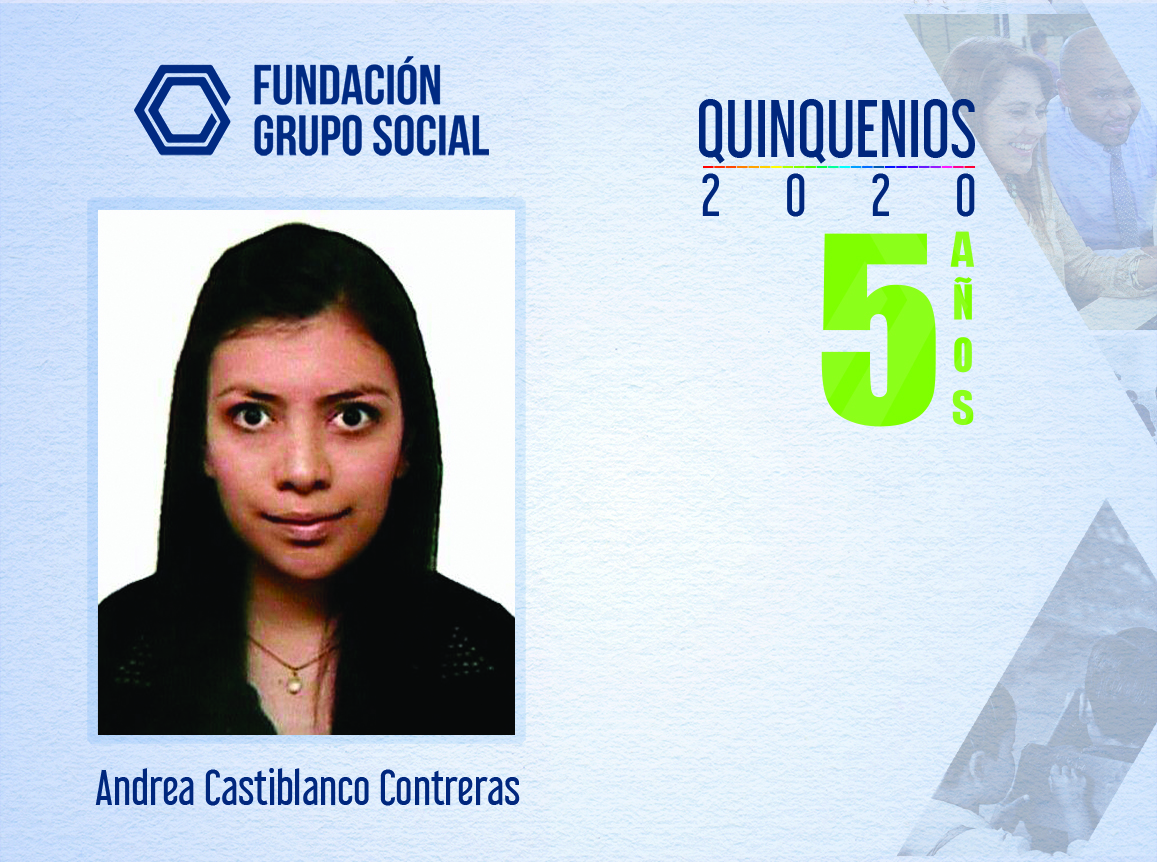 FUNDACIÓN
GRUPO SOCIAL
QUINQUENIOS
2020
5 AÑOS
Andrea Castiblanco Contreras